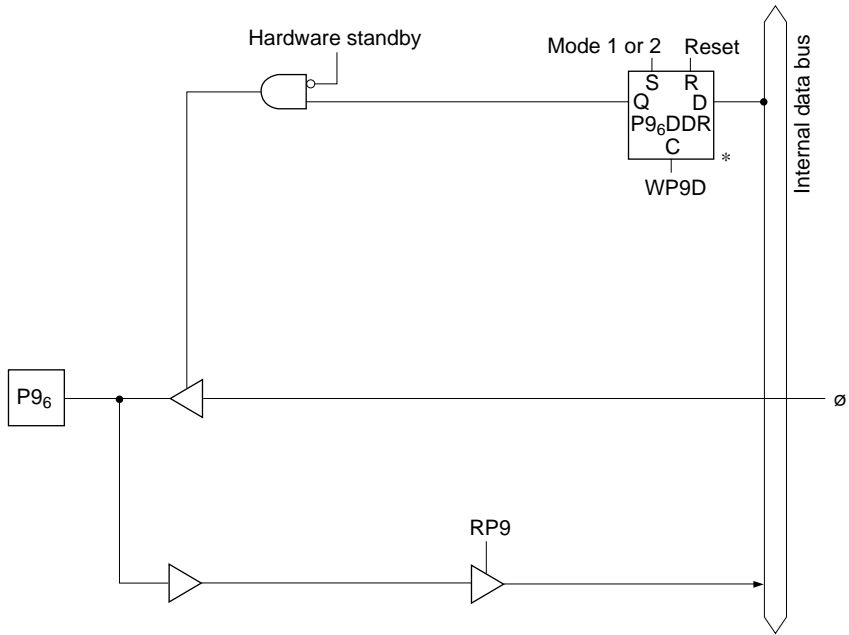 Hardware standby
Mode 1 or 2 Reset
S R
Q D
P9₆DDR
C
*
WP9D
Internal data bus
P9₆
ø
RP9